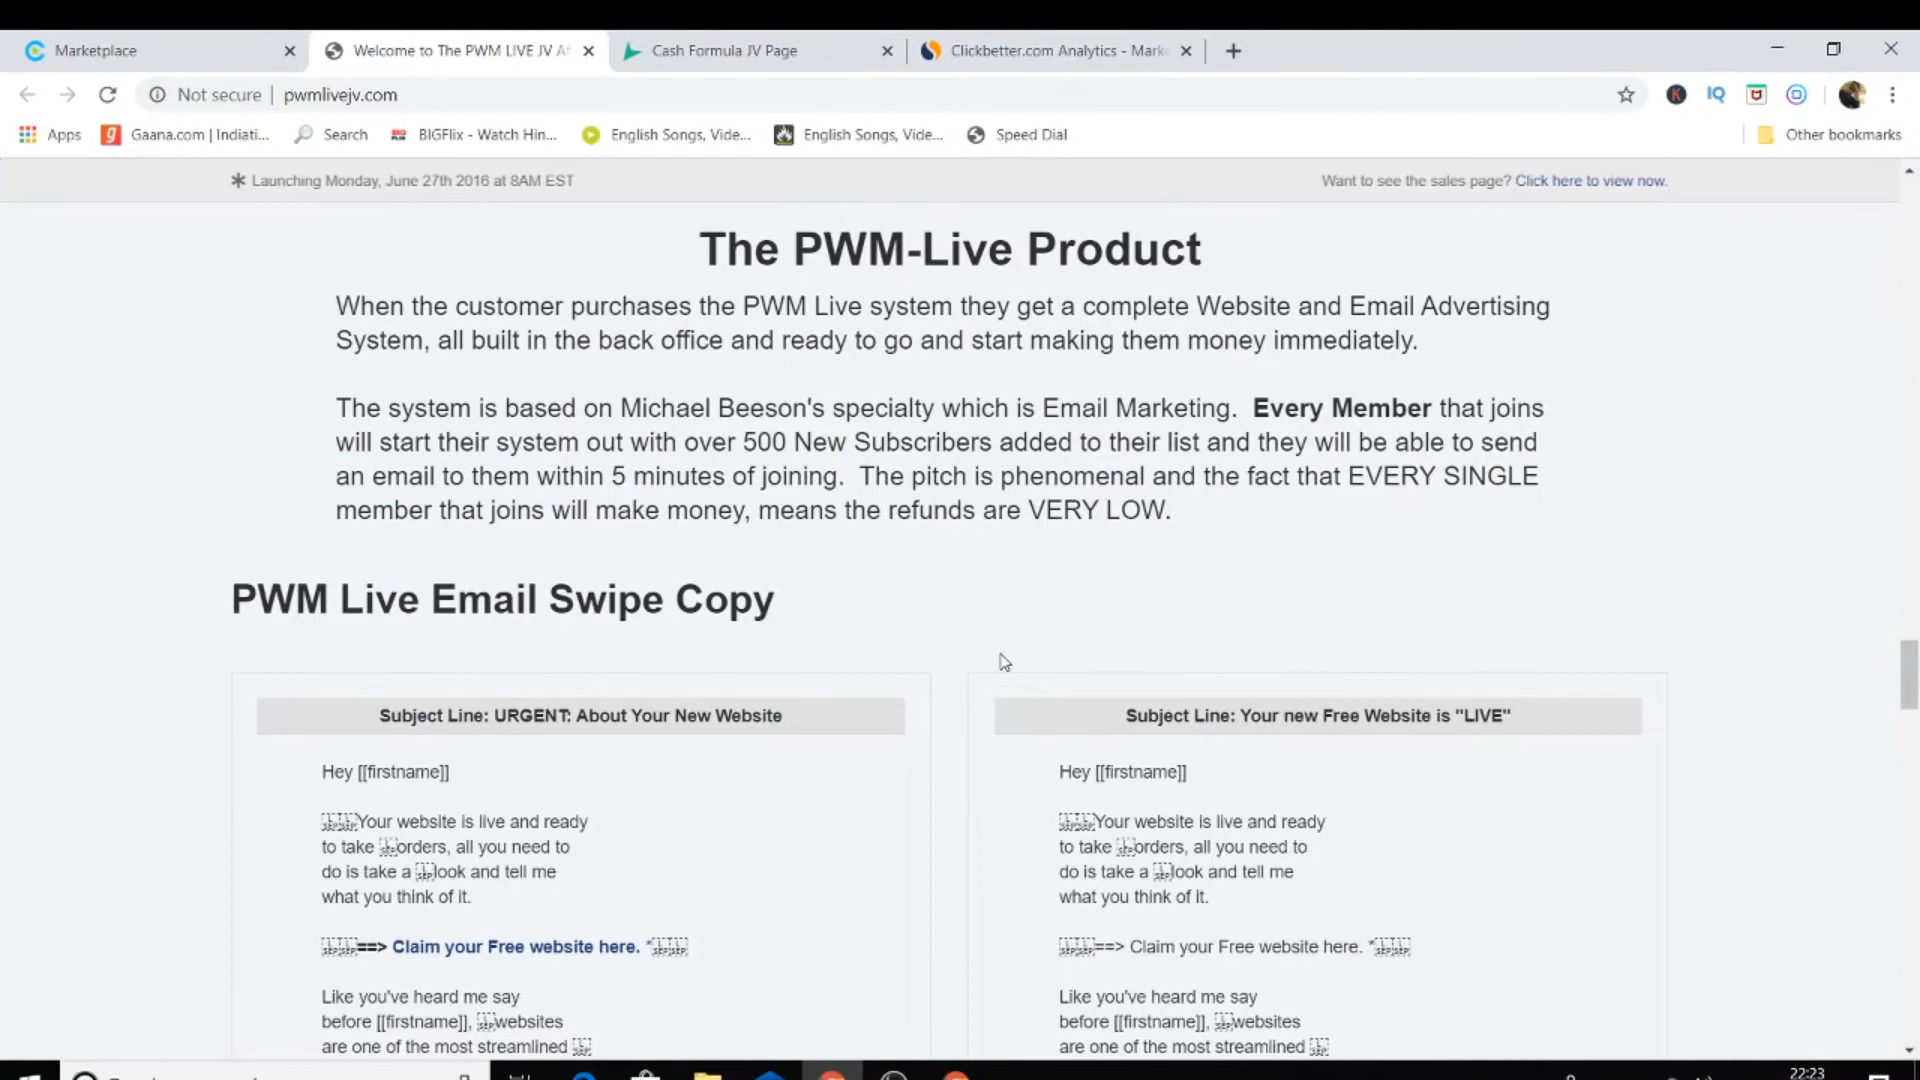 Marketplace
Welcome to The PWM LIVE JV Af
Cash Formula JV Page
Clickbetter.com Analytics - Marke
Not secure
pwmlivejv.com
IQ
Apps
Gaana.com | Indiati...
Search
BIGFlix - Watch Hin...
English Songs, Vide...
English Songs, Vide...
Speed Dial
Other bookmarks
Launching Monday, June 27th 2016 at 8AM EST
Want to see the sales page? Click here to view now.
The PWM-Live Product
When the customer purchases the PWM Live system they get a complete Website and Email Advertising
System, all built in the back office and ready to go and start making them money immediately.
The system is based on Michael Beeson's specialty which is Email Marketing. Every Member that joins
will start their system out with over 500 New Subscribers added to their list and they will be able to send
an email to them within 5 minutes of joining. The pitch is phenomenal and the fact that EVERY SINGLE
member that joins will make money, means the refunds are VERY LOW.
PWM Live Email Swipe Copy
Subject Line: URGENT: About Your New Website
Hey [[firstname]]
Your website is live and ready
to take orders, all you need to
do is take a look and tell me
what you think of it.
==> Claim your Free website here. *
Like you've heard me say
before [[firstname]], websites
are one of the most streamlined
Subject Line: Your new Free Website is "LIVE"
Hey [[firstname]]
Your website is live and ready
to take orders, all you need to
do is take a look and tell me
what you think of it.
==> Claim your Free website here. *
Like you've heard me say
before [[firstname]], websites
are one of the most streamlined
22:23